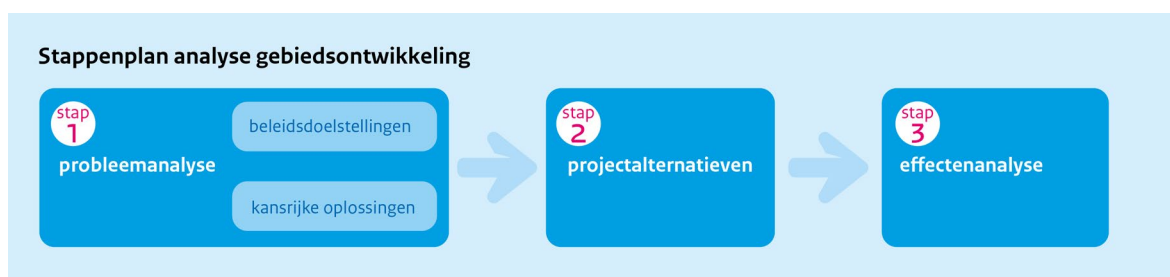 Stappenplan analyse gebiedsontwikkeling
stap
1
probleemanalyse
beleidsdoelstellingen
kansrijke oplossingen
stap
2
projectalternatieven
stap
3
effectenanalyse